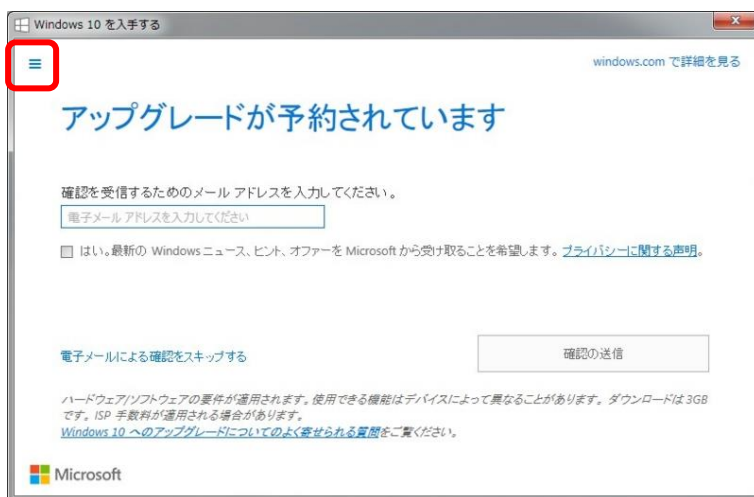 Windows 10 を入手する
windows.com で詳細を見る
アップグレードが予約されています
確認を受信するためのメール アドレスを入力してください。
電子メール アドレスを入力してください
はい。最新の Windows ニュース、ヒント、オファーを Microsoft から受け取ることを希望します。プライバシーに関する声明。
電子メールによる確認をスキップする
確認の送信
ハードウェア/ソフトウェアの要件が適用されます。使用できる機能はデバイスによって異なることがあります。ダウンロードは 3GB
です。ISP 手数料が適用される場合があります。
Windows 10 へのアップグレードについてのよく寄せられる質問をご覧ください。
Microsoft